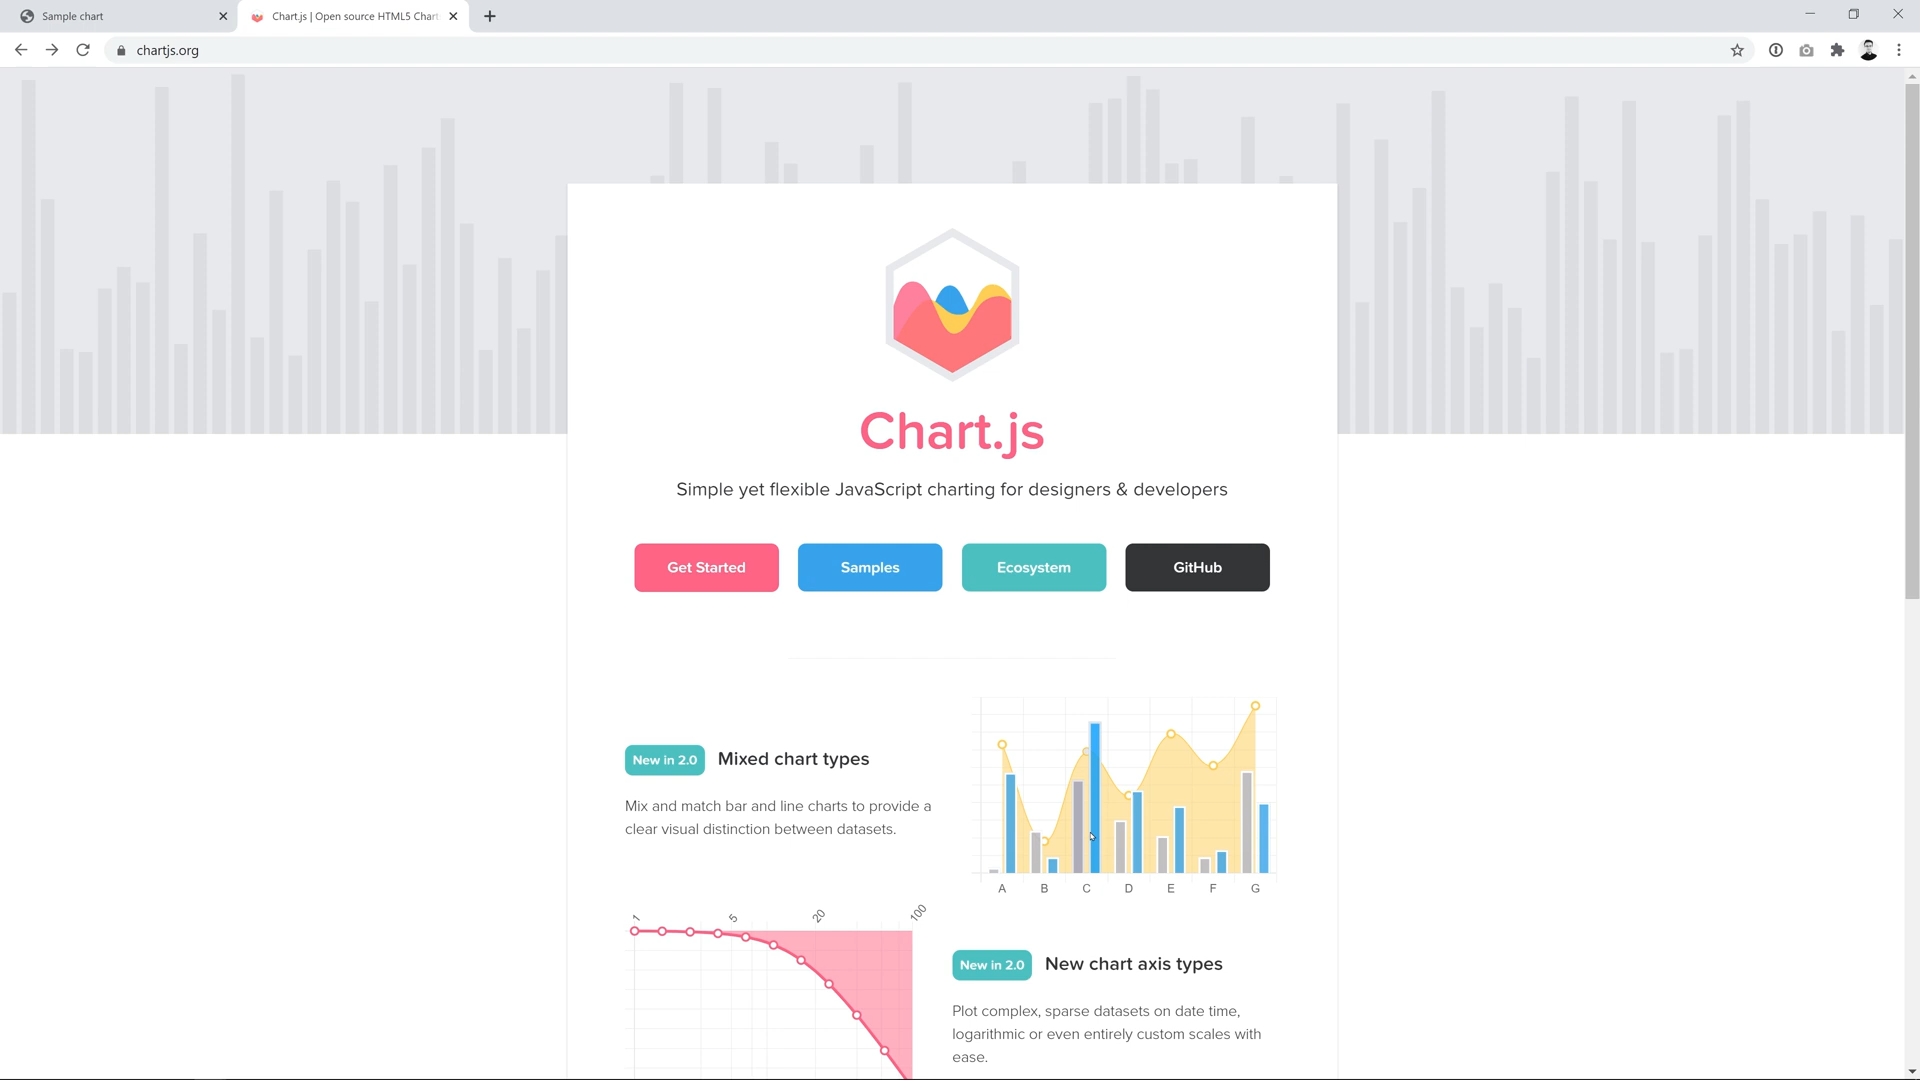 Sample chart
Chart.js | Open source HTML5 Chart
chartjs.org
Chart.js
Simple yet flexible JavaScript charting for designers & developers
Get Started
Samples
Ecosystem
GitHub
New in 2.0
Mixed chart types
Mix and match bar and line charts to provide a
clear visual distinction between datasets.
A
B
C
D
E
F
G
1
5
20
100
New in 2.0
New chart axis types
Plot complex, sparse datasets on date time,
logarithmic or even entirely custom scales with
ease.